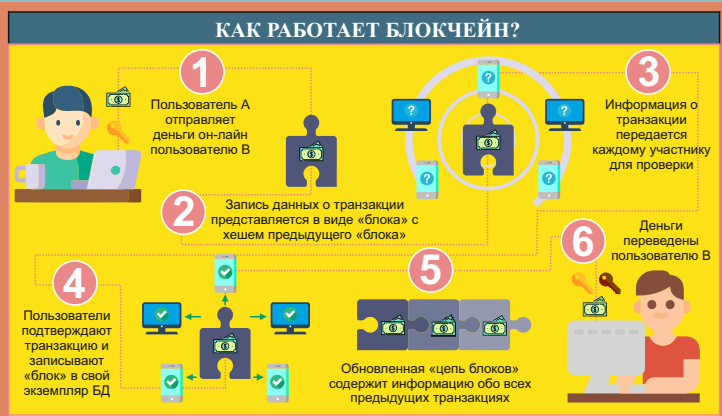 КАК РАБОТАЕТ БЛОКЧЕЙН?
1
Пользователь А
отправляет
деньги он-лайн
пользователю В
2
Запись данных о транзакции
представляется в виде «блока» с
хешем предыдущего «блока»
3
Информация о
транзакции
передается
каждому участнику
для проверки
4
Пользователи
подтверждают
транзакцию и
записывают
«блок» в свой
экземпляр БД
5
Обновленная «цепь блоков»
содержит информацию обо всех
предыдущих транзакциях
6
Деньги
переведены
пользователю В